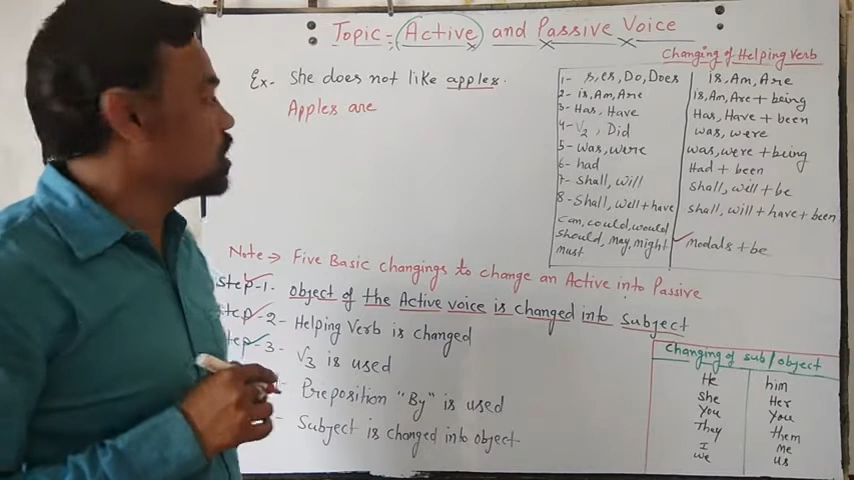 Topic:- Active and Passive Voice
Ex- She does not like apples.
Apples are
Changing of Helping Verb
1- s, es, Do, Does is, Am, Are
2- is, Am, Are is, Am, Are + being
3- Has, Have Has, Have + been
4- V2, Did was, were
5- was, were was, were + being
6- had Had + been
7- shall, will shall, will + be
8- shall, will + have shall, will + have + been
can, could, would
should, may, might Modals + be
must
Note → Five Basic changings to change an Active into Passive
Step-1. object of the Active voice is changed into Subject
Step-2- Helping Verb is changed
tep-3- V3 is used
- Preposition "By" is used
- Subject is changed into object
Changing of sub/object
He him
She Her
You You
Thay them
I me
we us